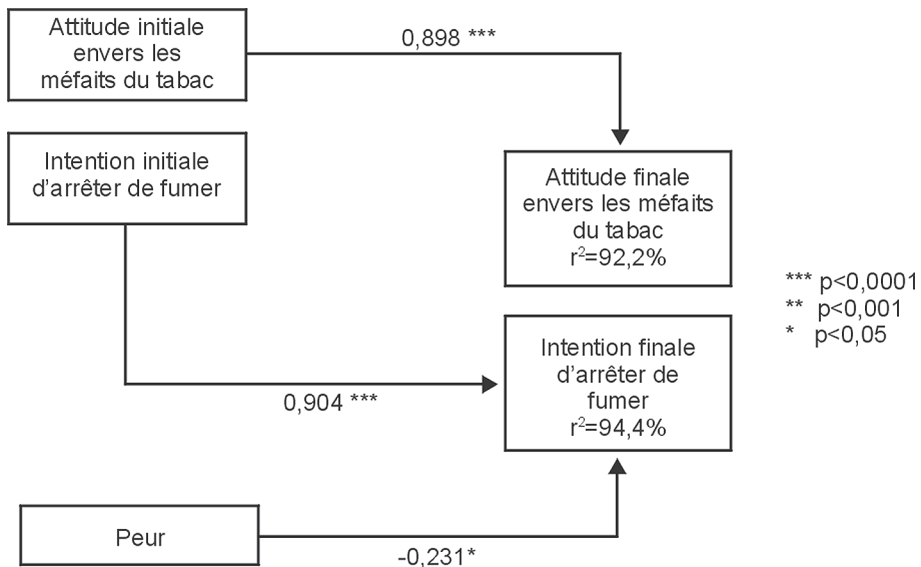 Attitude initiale
envers les
méfaits du tabac
0,898 ***
Intention initiale
d'arrêter de fumer
Attitude finale
envers les méfaits
du tabac
r²=92,2%
*** p<0,0001
** p<0,001
* p<0,05
Intention finale
d'arrêter de
fumer
r²=94,4%
0,904 ***
Peur
-0,231*